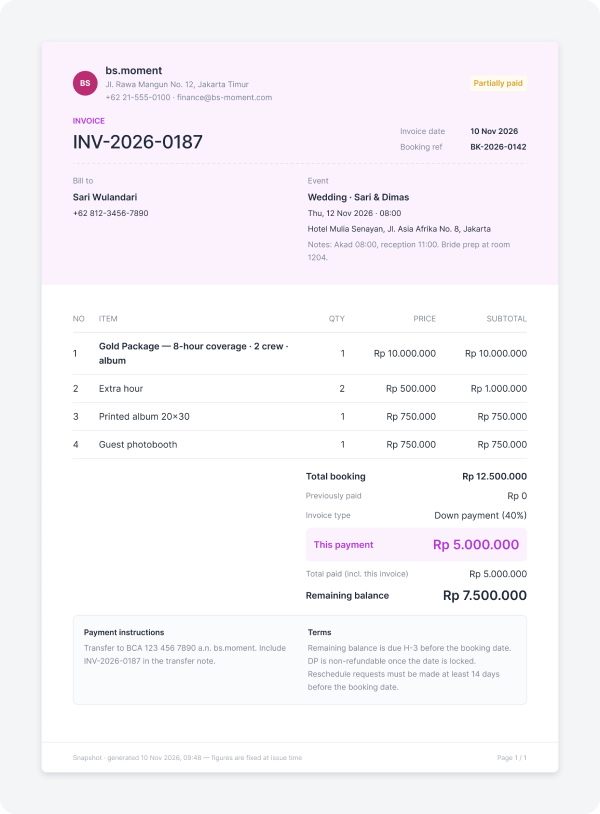 BS
bs.moment
Jl. Rawa Mangun No. 12, Jakarta Timur
+62 21-555-0100 · finance@bs-moment.com
Partially paid
INVOICE
INV-2026-0187
Invoice date 10 Nov 2026
Booking ref BK-2026-0142
Bill to
Sari Wulandari
+62 812-3456-7890
Event
Wedding · Sari & Dimas
Thu, 12 Nov 2026 · 08:00
Hotel Mulia Senayan, Jl. Asia Afrika No. 8, Jakarta
Notes: Akad 08:00, reception 11:00. Bride prep at room
1204.
NO ITEM QTY PRICE SUBTOTAL
1 Gold Package — 8-hour coverage · 2 crew · 1 Rp 10.000.000 Rp 10.000.000
album
2 Extra hour 2 Rp 500.000 Rp 1.000.000
3 Printed album 20×30 1 Rp 750.000 Rp 750.000
4 Guest photobooth 1 Rp 750.000 Rp 750.000
Total booking Rp 12.500.000
Previously paid Rp 0
Invoice type Down payment (40%)
This payment Rp 5.000.000
Total paid (incl. this invoice) Rp 5.000.000
Remaining balance Rp 7.500.000
Payment instructions
Transfer to BCA 123 456 7890 a.n. bs.moment. Include
INV-2026-0187 in the transfer note.
Terms
Remaining balance is due H-3 before the booking date.
DP is non-refundable once the date is locked.
Reschedule requests must be made at least 14 days
before the booking date.
Snapshot · generated 10 Nov 2026, 09:48 — figures are fixed at issue time
Page 1 / 1